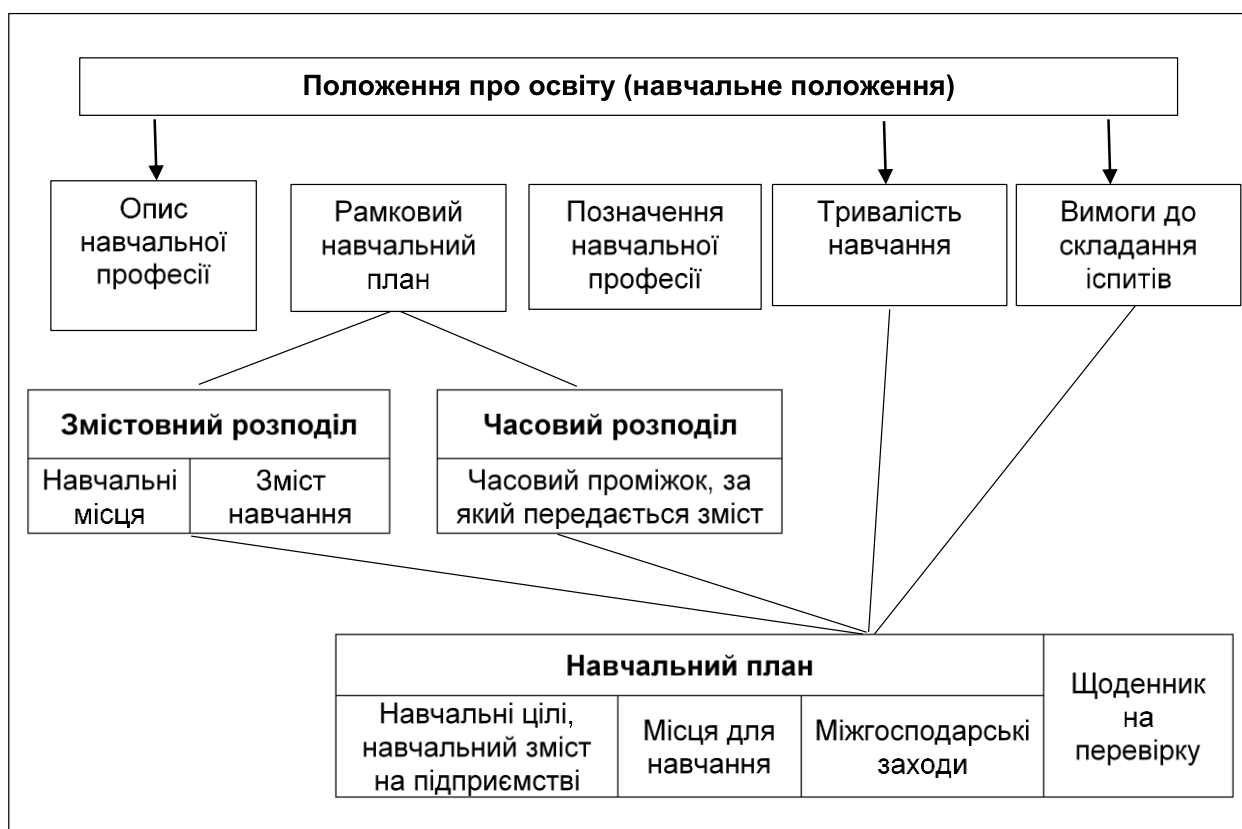 Положення про освіту (навчальне положення)
Опис
навчальної
професії
Рамковий
навчальний
план
Позначення
навчальної
професії
Тривалість
навчання
Вимоги до
складання
іспитів
Змістовний розподіл
Навчальні
місця
Зміст
навчання
Часовий розподіл
Часовий проміжок, за
який передається зміст
Навчальний план
Навчальні цілі,
навчальний зміст
на підприємстві
Місця для
навчання
Міжгосподарські
заходи
Щоденник
на
перевірку